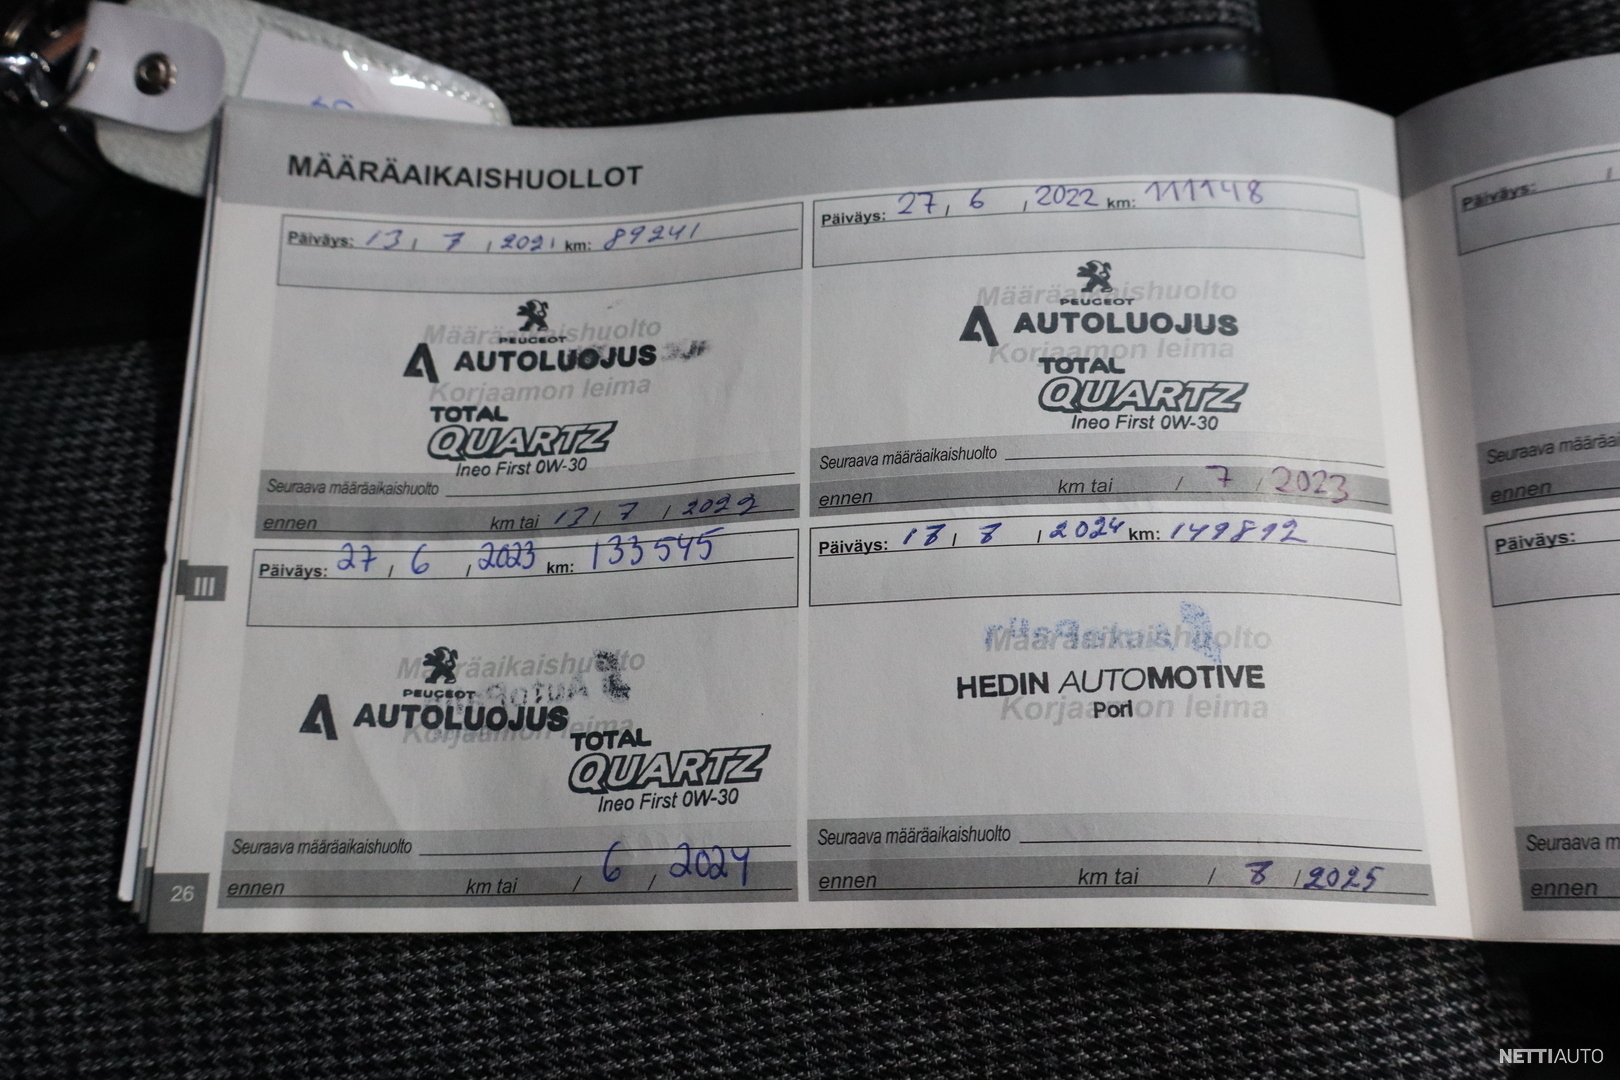 MÄÄRÄAIKAISHUOLLOT
Päiväys: 13 / 7 / 2021 km: 89241
Määräaikaishuolto
PEUGEOT
AUTOLUOJUS
Korjaamon leima
TOTAL
QUARTZ
Ineo First 0W-30
Seuraava määräaikaishuolto
ennen km tai 13 / 7 / 2022
Päiväys: 27 / 6 / 2022 km: 111148
Määräaikaishuolto
PEUGEOT
AUTOLUOJUS
Korjaamon leima
TOTAL
QUARTZ
Ineo First 0W-30
Seuraava määräaikaishuolto
ennen km tai / 7 / 2023
Päiväys: 27 / 6 / 2023 km: 133545
Määräaikaishuolto
PEUGEOT
AUTOLUOJUS
Korjaamon leima
TOTAL
QUARTZ
Ineo First 0W-30
Seuraava määräaikaishuolto
ennen km tai / 6 / 2024
Päiväys: / 8 / 2024 km: 149812
Määräaikaishuolto
HEDIN AUTOMOTIVE
Pori
Korjaamon leima
Seuraava määräaikaishuolto
ennen km tai / 8 / 2025
III
26
Päiväys: /
Seuraava
ennen
Päiväys:
Seuraava
ennen
NETTIAUTO